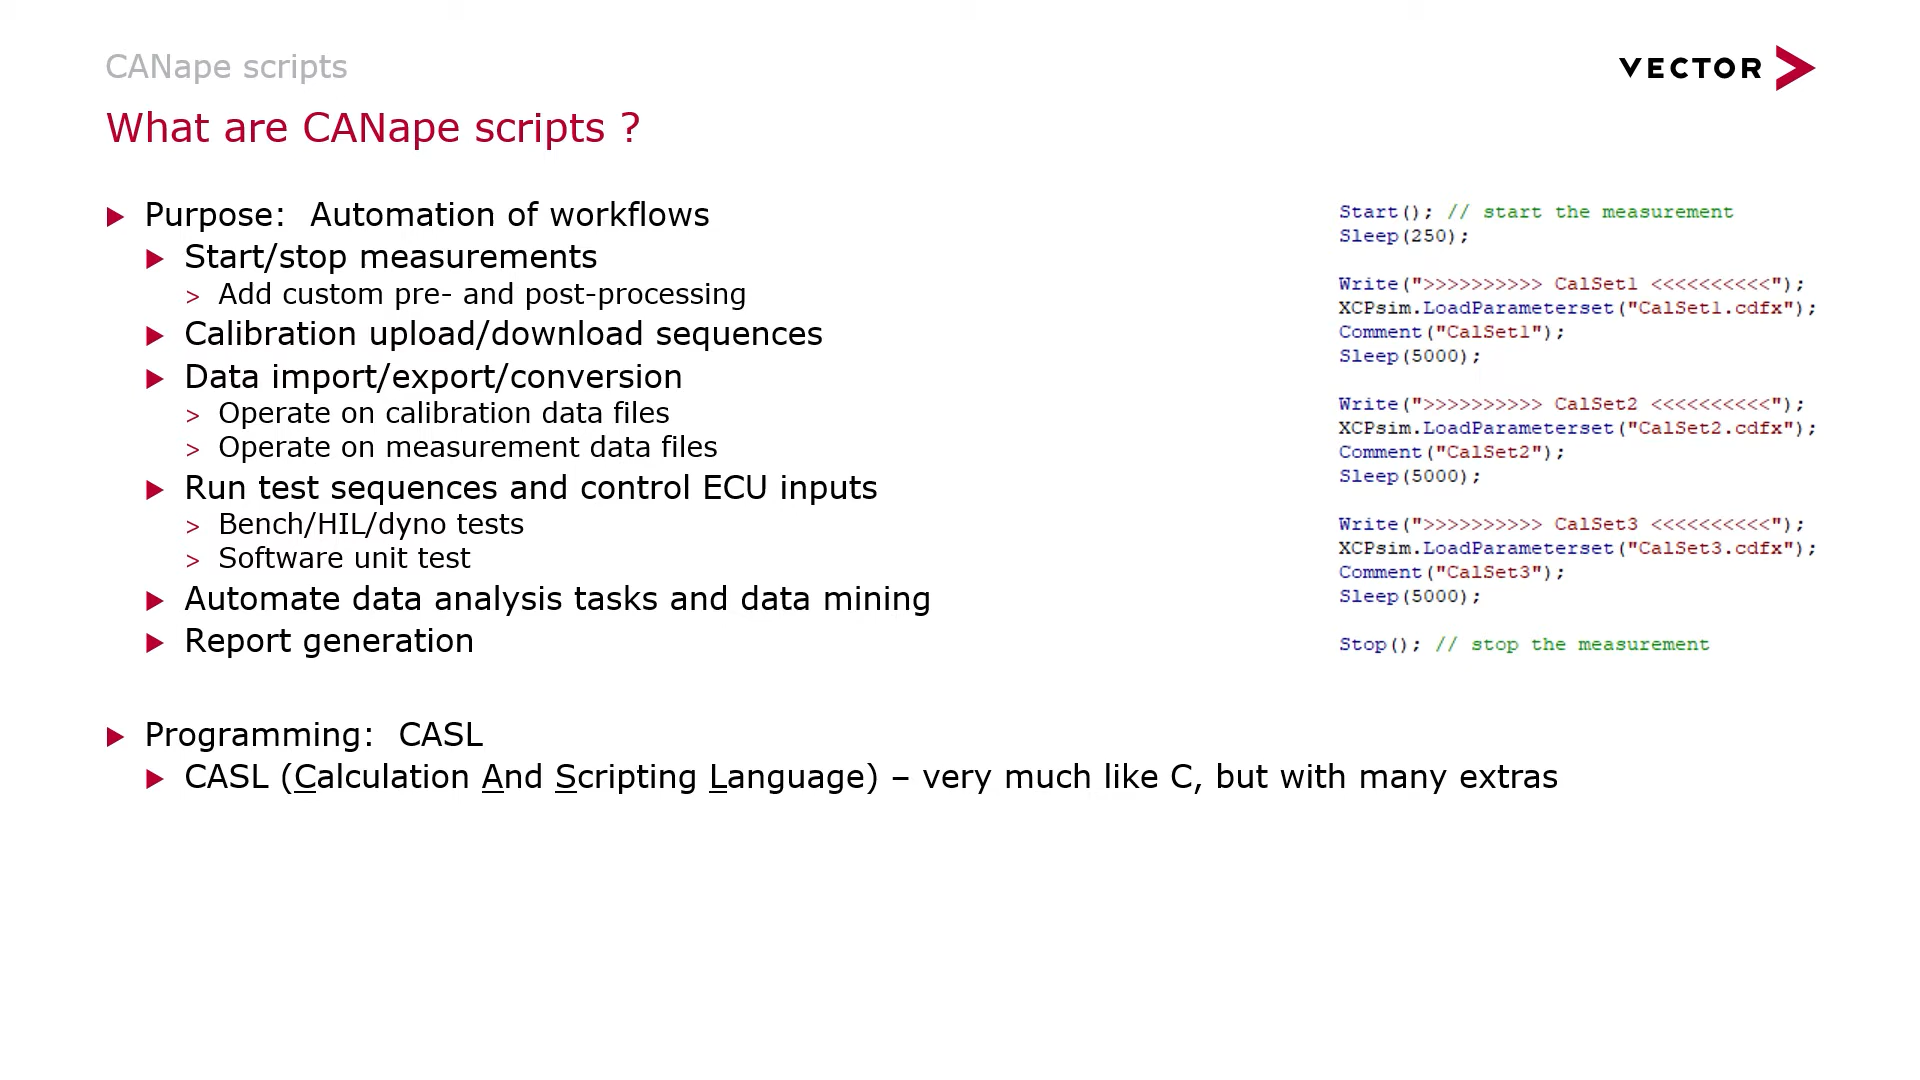 CANape scripts
VECTOR
What are CANape scripts ?
Purpose: Automation of workflows
Start/stop measurements
> Add custom pre- and post-processing
Calibration upload/download sequences
Data import/export/conversion
> Operate on calibration data files
> Operate on measurement data files
Run test sequences and control ECU inputs
> Bench/HIL/dyno tests
> Software unit test
Automate data analysis tasks and data mining
Report generation
Programming: CASL
CASL (Calculation And Scripting Language) – very much like C, but with many extras
Start(); // start the measurement
Sleep(250);
Write(">>>>>>>>>> CalSet1 <<<<<<<<<<");
XCPsim.LoadParameterset("CalSet1.cdfx");
Comment("CalSet1");
Sleep(5000);
Write(">>>>>>>>>> CalSet2 <<<<<<<<<<");
XCPsim.LoadParameterset("CalSet2.cdfx");
Comment("CalSet2");
Sleep(5000);
Write(">>>>>>>>>> CalSet3 <<<<<<<<<<");
XCPsim.LoadParameterset("CalSet3.cdfx");
Comment("CalSet3");
Sleep(5000);
Stop(); // stop the measurement